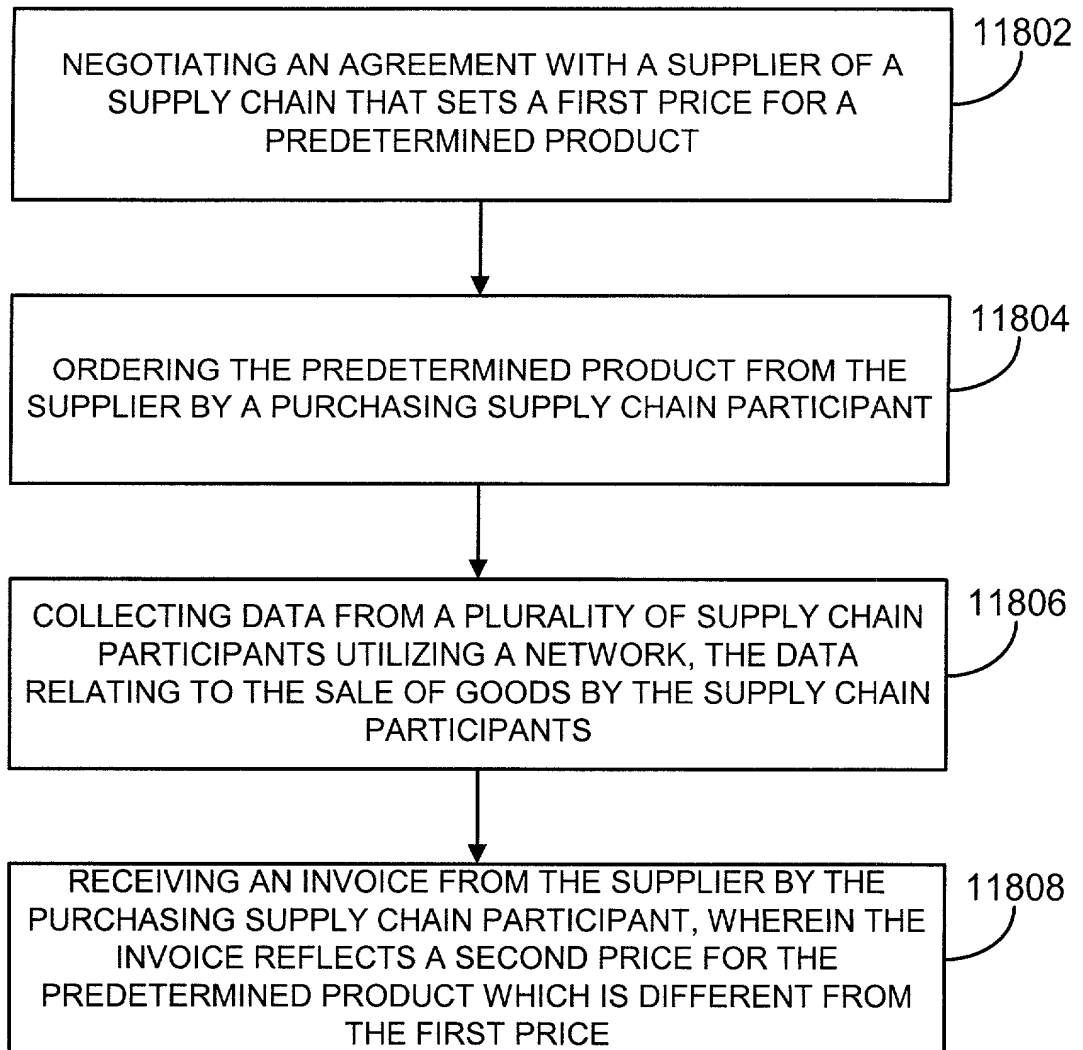 11802
NEGOTIATING AN AGREEMENT WITH A SUPPLIER OF A
SUPPLY CHAIN THAT SETS A FIRST PRICE FOR A
PREDETERMINED PRODUCT
11804
ORDERING THE PREDETERMINED PRODUCT FROM THE
SUPPLIER BY A PURCHASING SUPPLY CHAIN PARTICIPANT
11806
COLLECTING DATA FROM A PLURALITY OF SUPPLY CHAIN
PARTICIPANTS UTILIZING A NETWORK, THE DATA
RELATING TO THE SALE OF GOODS BY THE SUPPLY CHAIN
PARTICIPANTS
11808
RECEIVING AN INVOICE FROM THE SUPPLIER BY THE
PURCHASING SUPPLY CHAIN PARTICIPANT, WHEREIN THE
INVOICE REFLECTS A SECOND PRICE FOR THE
PREDETERMINED PRODUCT WHICH IS DIFFERENT FROM
THE FIRST PRICE